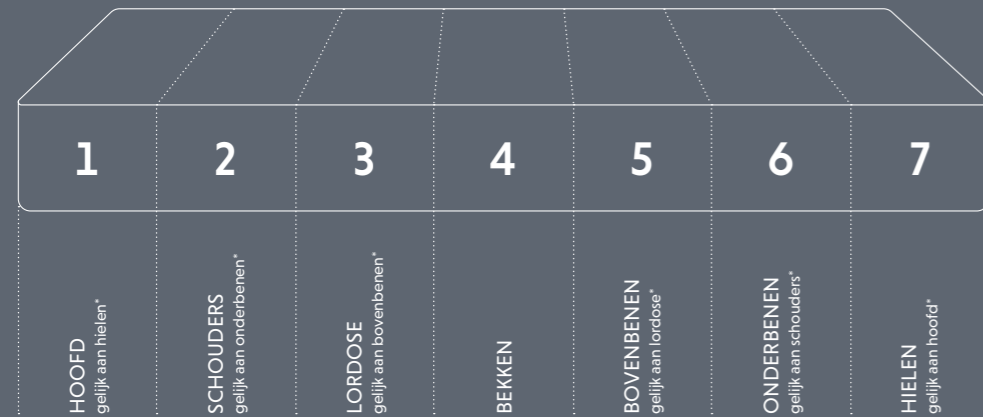 1 2 3 4 5 6 7
HOOFD
gelijk aan hielen*
SCHOUDERS
gelijk aan onderbenen*
LORDOSE
gelijk aan bovenbenen*
BEKKEN
BOVENBENEN
gelijk aan lordose*
ONDERBENEN
gelijk aan schouders*
HIELEN
gelijk aan hoofd*